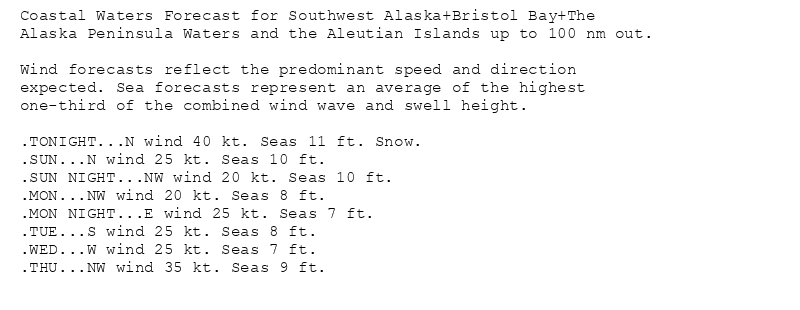 Coastal Waters Forecast for Southwest Alaska+Bristol Bay+The
Alaska Peninsula Waters and the Aleutian Islands up to 100 nm out.

Wind forecasts reflect the predominant speed and direction
expected. Sea forecasts represent an average of the highest
one-third of the combined wind wave and swell height.

.TONIGHT...N wind 40 kt. Seas 11 ft. Snow.
.SUN...N wind 25 kt. Seas 10 ft.
.SUN NIGHT...NW wind 20 kt. Seas 10 ft.
.MON...NW wind 20 kt. Seas 8 ft.
.MON NIGHT...E wind 25 kt. Seas 7 ft.
.TUE...S wind 25 kt. Seas 8 ft.
.WED...W wind 25 kt. Seas 7 ft.
.THU...NW wind 35 kt. Seas 9 ft.